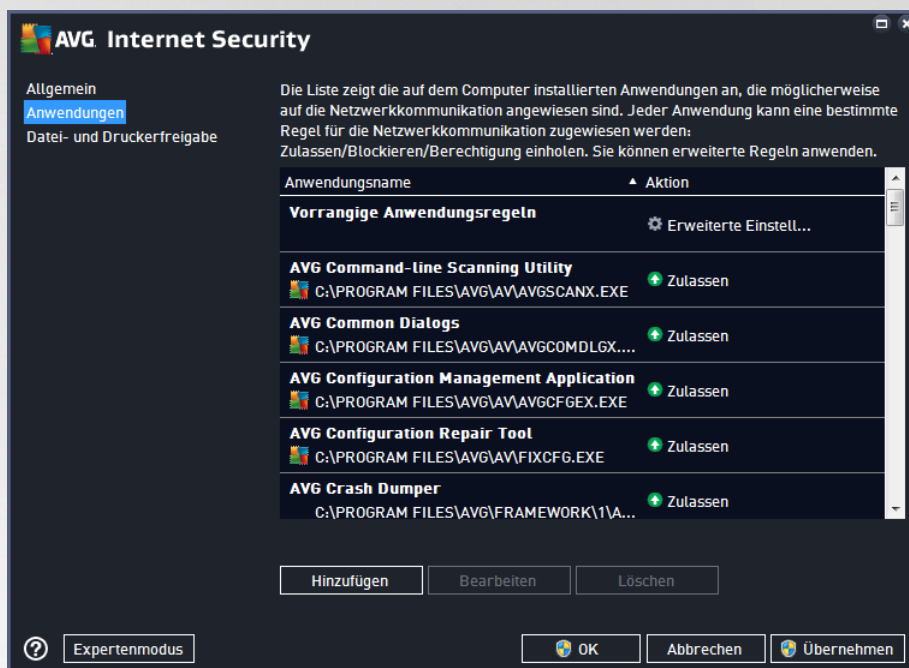 AVG Internet Security
Allgemein
Anwendungen
Datei- und Druckerfreigabe
Die Liste zeigt die auf dem Computer installierten Anwendungen an, die möglicherweise
auf die Netzwerkkommunikation angewiesen sind. Jeder Anwendung kann eine bestimmte
Regel für die Netzwerkkommunikation zugewiesen werden:
Zulassen/Blockieren/Berechtigung einholen. Sie können erweiterte Regeln anwenden.
Anwendungsname Aktion
Vorrangige Anwendungsregeln
Erweiterte Einstell...
AVG Command-line Scanning Utility
C:\PROGRAM FILES\AVG\AV\AVGSCANX.EXE
Zulassen
AVG Common Dialogs
C:\PROGRAM FILES\AVG\AV\AVGCOMDLGX....
Zulassen
AVG Configuration Management Application
C:\PROGRAM FILES\AVG\AV\AVGCFGEX.EXE
Zulassen
AVG Configuration Repair Tool
C:\PROGRAM FILES\AVG\AV\FIXCFG.EXE
Zulassen
AVG Crash Dumper
C:\PROGRAM FILES\AVG\FRAMEWORK\1\A...
Zulassen
Hinzufügen Bearbeiten Löschen
? Expertenmodus OK Abbrechen Übernehmen